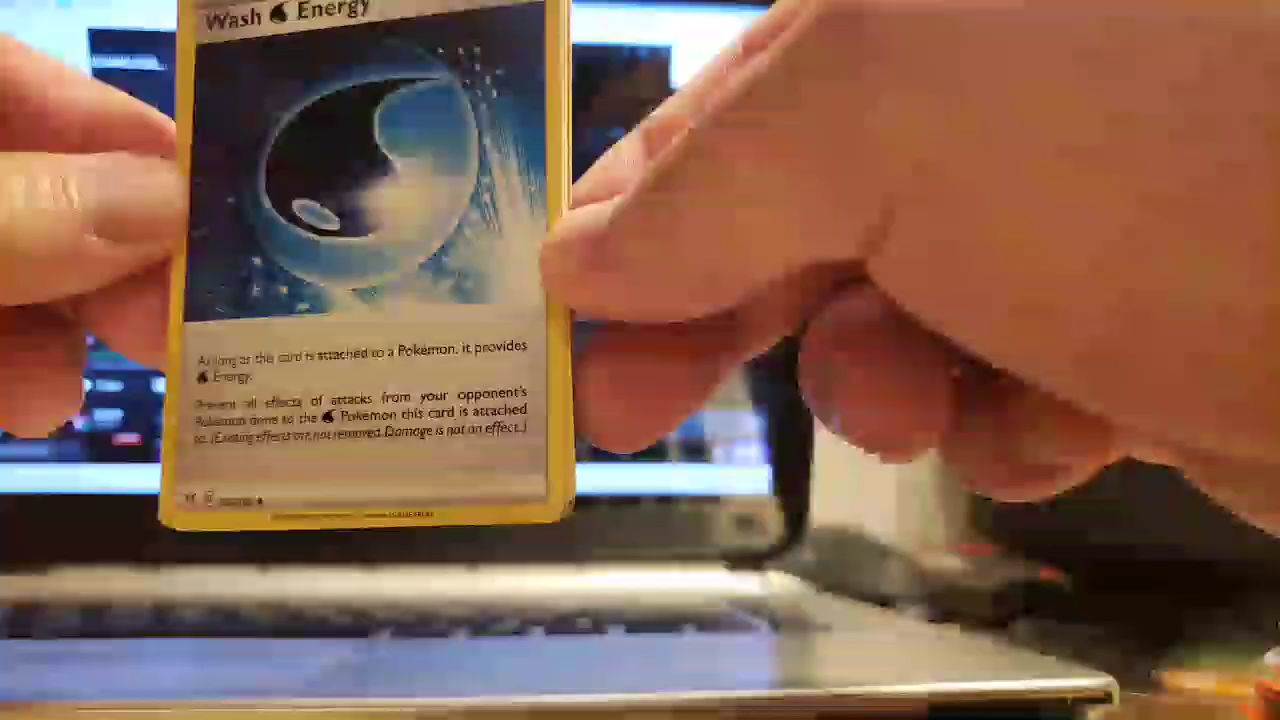 Wash Energy
As long as this card is attached to a Pokémon, it provides
Energy.
Prevent all effects of attacks from your opponent's
Pokémon done to the Pokémon this card is attached
to. (Existing effects are not removed. Damage is not an effect.)